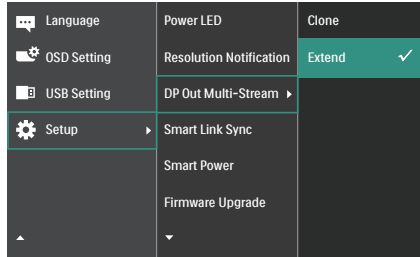 Language
OSD Setting
USB Setting
Setup
Power LED
Resolution Notification
DP Out Multi-Stream
Smart Link Sync
Smart Power
Firmware Upgrade
Clone
Extend